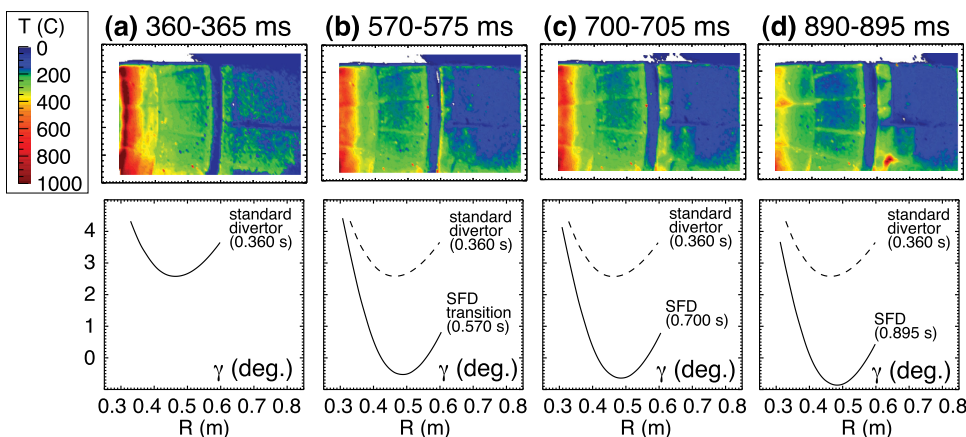 (a) 360-365 ms
(b) 570-575 ms
(c) 700-705 ms
(d) 890-895 ms
T (C)
0
200
400
600
800
1000
4
3
2
1
0
standard
divertor
(0.360 s)
γ (deg.)
0.3 0.4 0.5 0.6 0.7 0.8
R (m)
standard
divertor
(0.360 s)
SFD
transition
(0.570 s)
γ (deg.)
0.3 0.4 0.5 0.6 0.7 0.8
R (m)
standard
divertor
(0.360 s)
SFD
(0.700 s)
γ (deg.)
0.3 0.4 0.5 0.6 0.7 0.8
R (m)
standard
divertor
(0.360 s)
SFD
(0.895 s)
γ (deg.)
0.3 0.4 0.5 0.6 0.7 0.8
R (m)